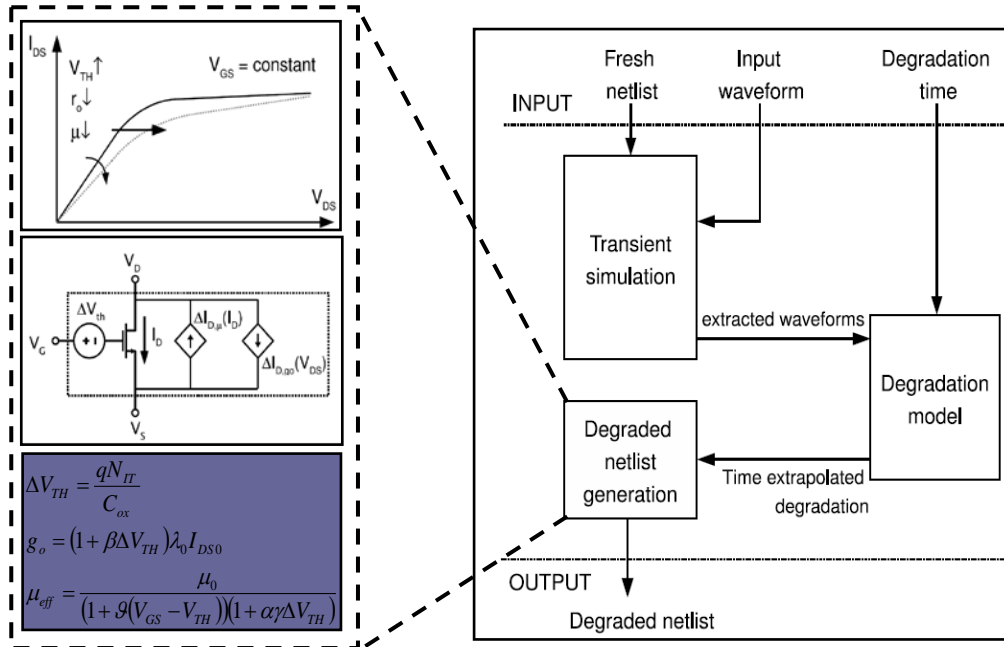 I_DS
V_TH↑
r_o↓
μ↓
V_GS = constant
V_DS
V_D
ΔV_th
V_G
I_D
ΔI_D,μ(I_D)
ΔI_D,go(V_DS)
V_S
ΔV_TH = qN_IT / C_ox
g_o = (1 + βΔV_TH)λ_0 I_DS0
μ_eff = μ_0 / (1 + ϑ(V_GS − V_TH))(1 + αγΔV_TH)
Fresh
netlist
Input
waveform
Degradation
time
INPUT
Transient
simulation
extracted waveforms
Degradation
model
Degraded
netlist
generation
Time extrapolated
degradation
OUTPUT
Degraded netlist